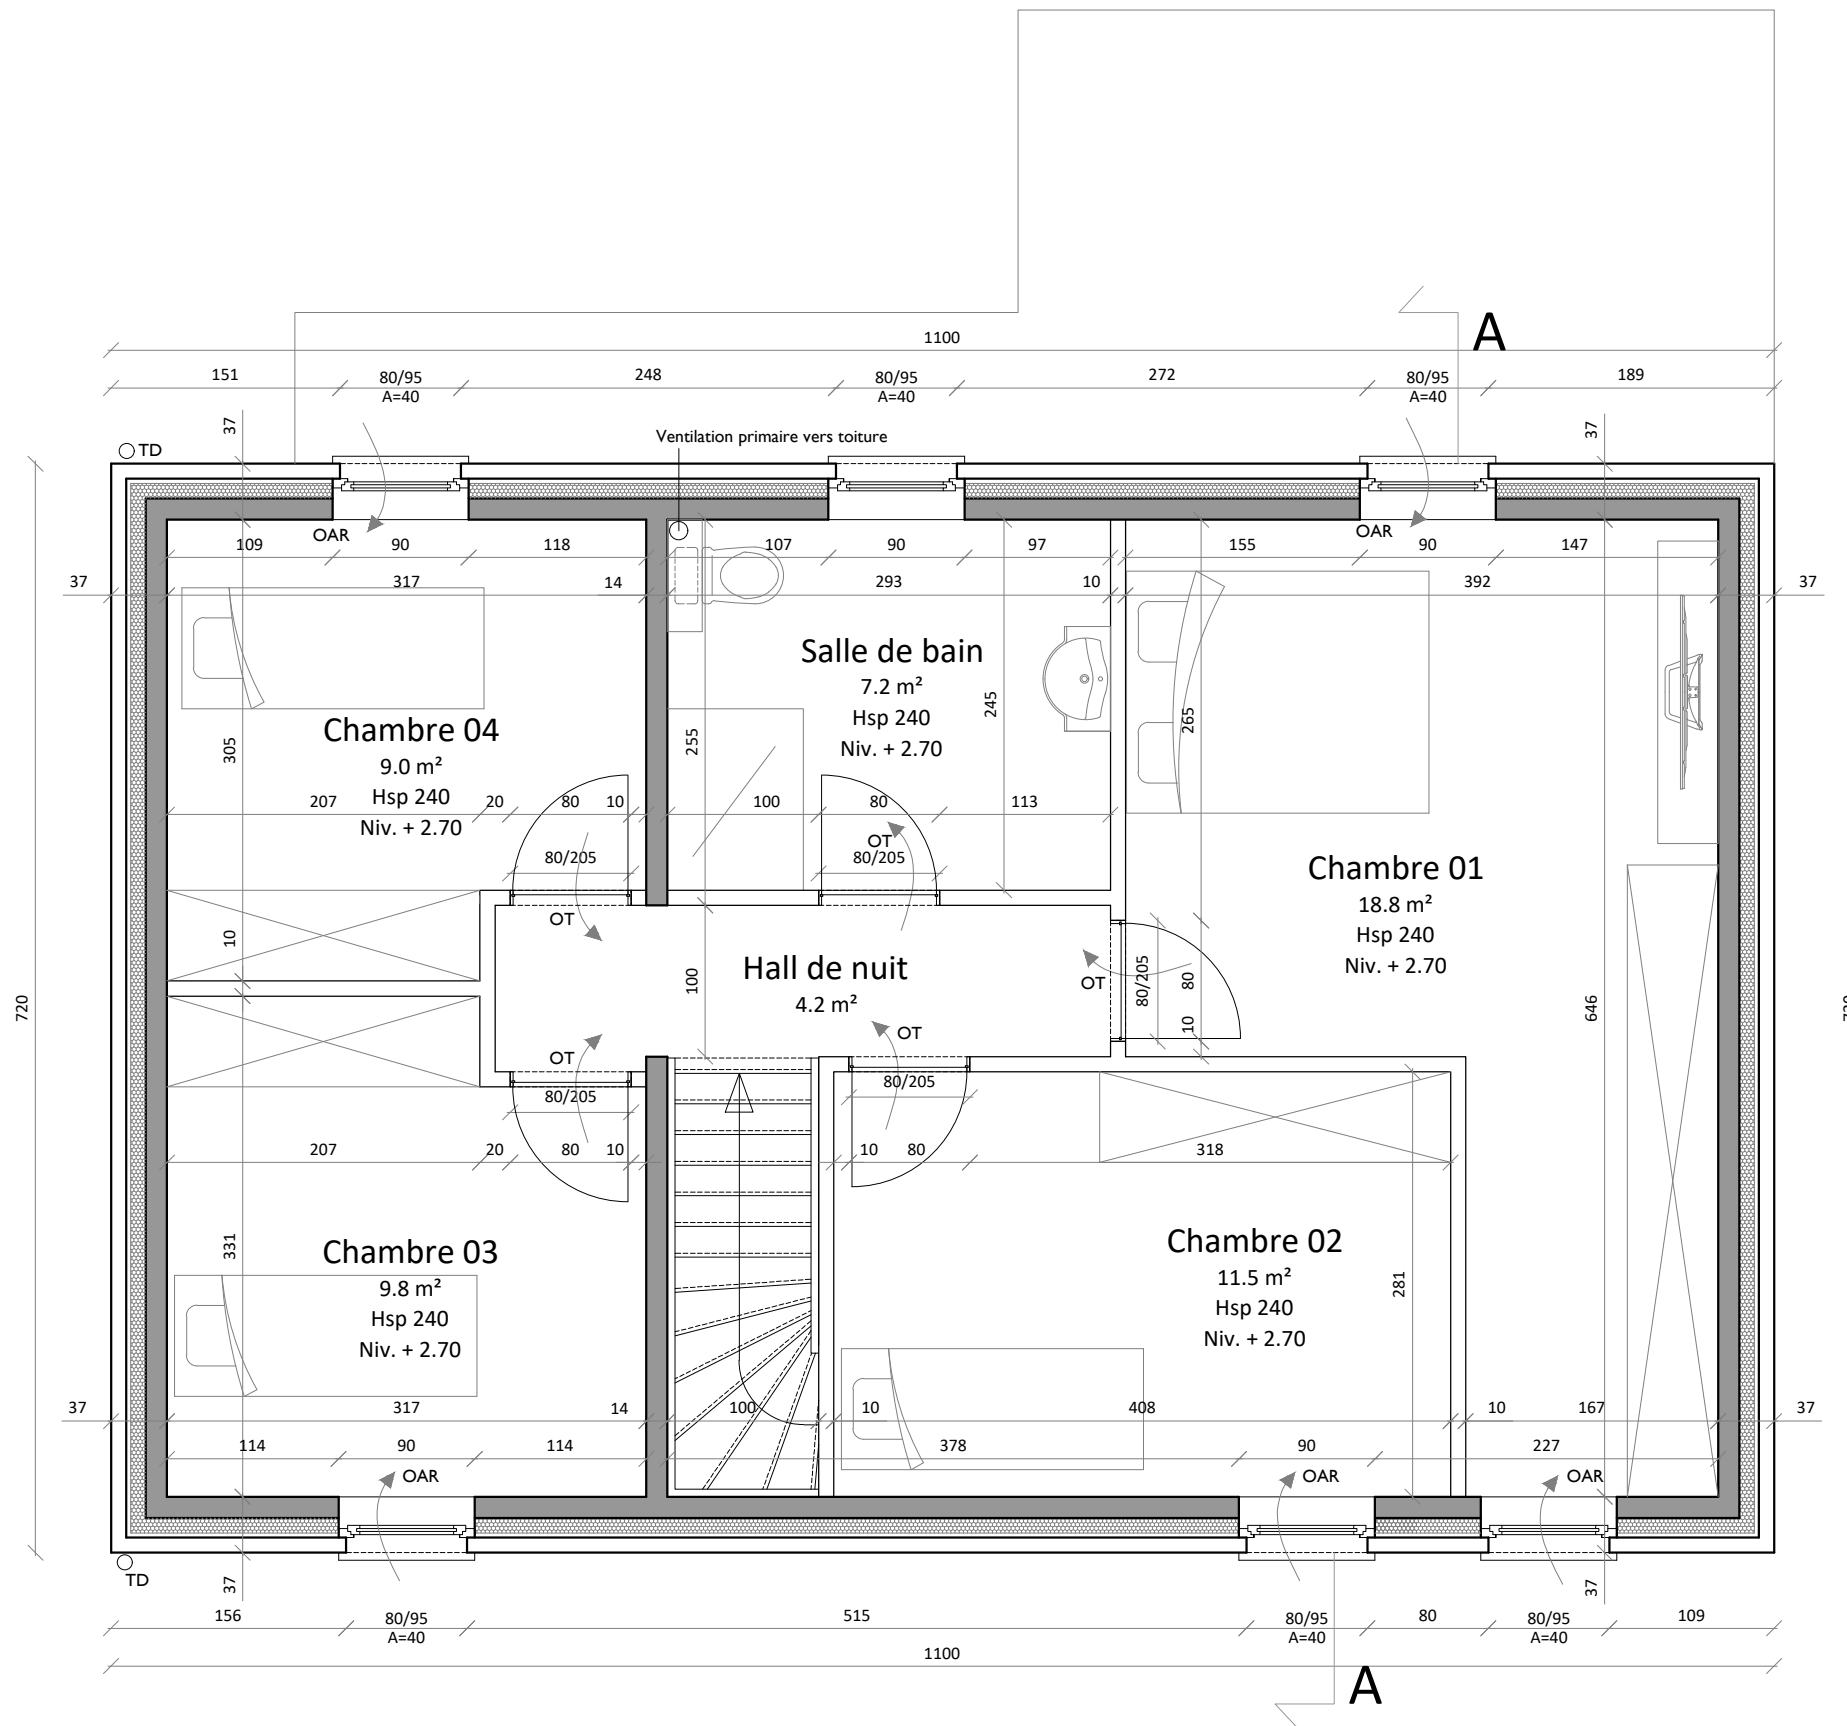 A
1100
151
80/95
A=40
248
80/95
A=40
272
80/95
A=40
189
37
37
TD
Ventilation primaire vers toiture
OAR
OAR
109
90
118
107
90
97
155
90
147
37
317
14
293
10
392
37
Salle de bain
7.2 m²
Hsp 240
Niv. + 2.70
245
255
265
Chambre 04
9.0 m²
Hsp 240
Niv. + 2.70
305
207
20
80
10
100
80
113
OT
80/205
80/205
Chambre 01
18.8 m²
Hsp 240
Niv. + 2.70
OT
10
Hall de nuit
4.2 m²
100
OT
80/205
80
10
720
646
OT
OT
80/205
80/205
207
20
80
10
10
80
318
Chambre 03
9.8 m²
Hsp 240
Niv. + 2.70
331
Chambre 02
11.5 m²
Hsp 240
Niv. + 2.70
281
37
317
14
100
10
408
10
167
37
114
90
114
378
90
227
OAR
OAR
OAR
TD
37
37
156
80/95
A=40
515
80/95
A=40
80
80/95
A=40
109
1100
A